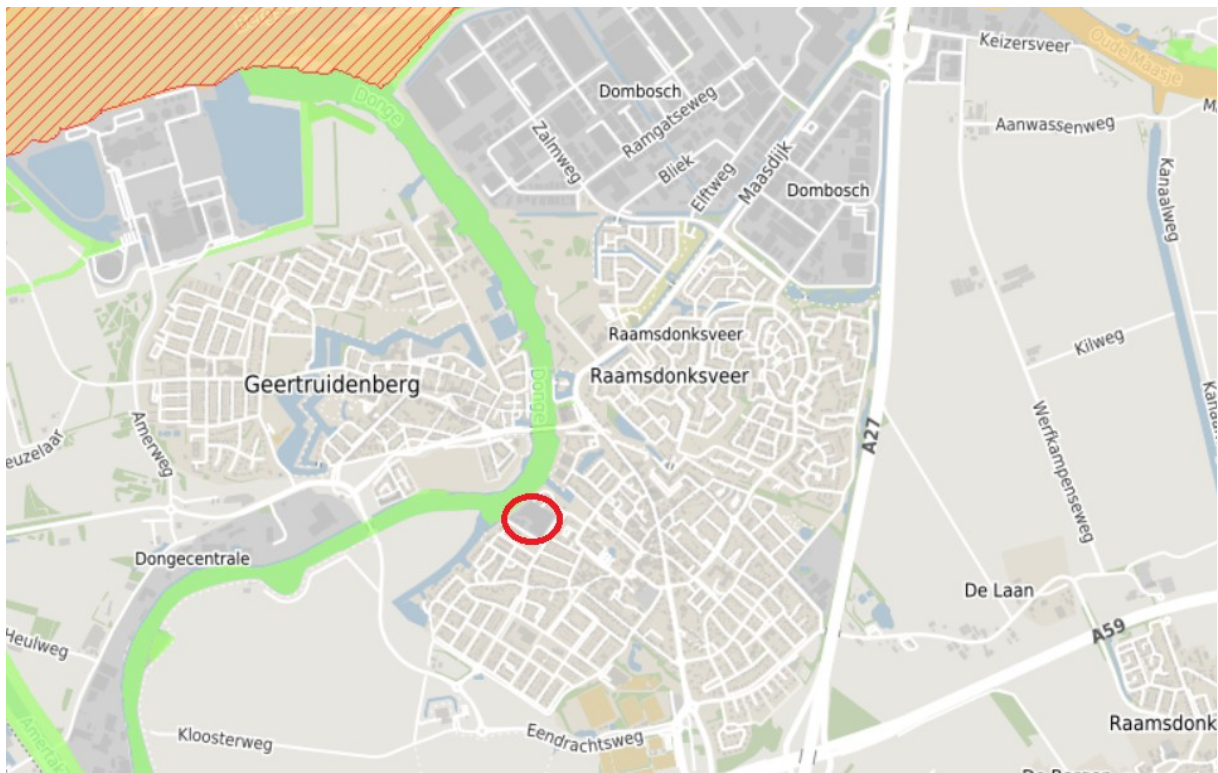 Keizersveer
Oude Maasje
Donge
Dombosch
Ramgatseweg
Zalmweg
Bliek
Elftweg
Maasdijk
Dombosch
Aanwassenweg
Kanaalweg
Raamsdonksveer
Geertruidenberg
Raamsdonksveer
Donge
Kilweg
Amerweg
A27
Werfkampenseweg
Dongecentrale
De Laan
A59
Heulweg
Kloosterweg
Eendrachtsweg
Raamsdonk